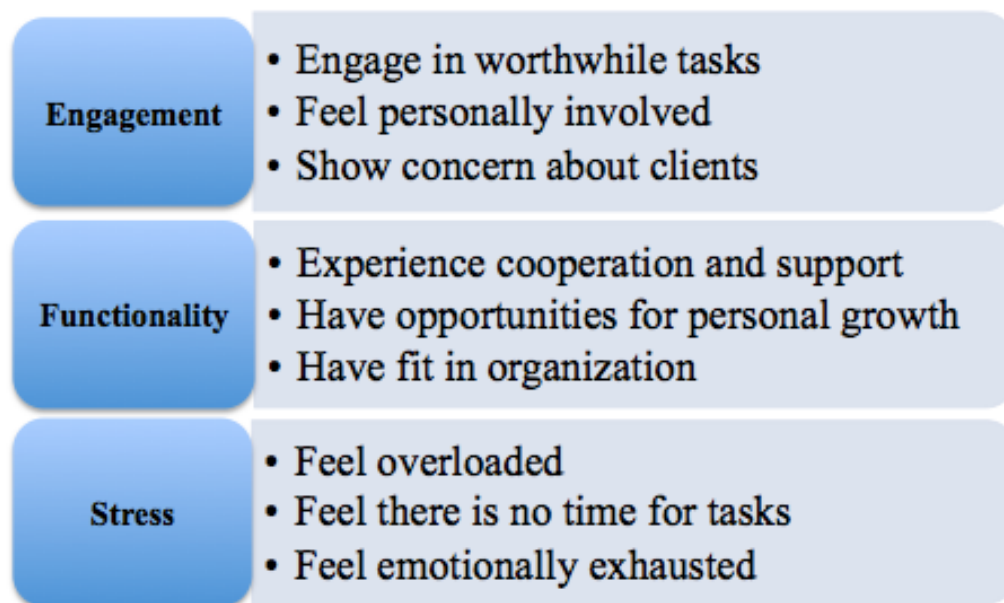 Engagement
• Engage in worthwhile tasks
• Feel personally involved
• Show concern about clients
Functionality
• Experience cooperation and support
• Have opportunities for personal growth
• Have fit in organization
Stress
• Feel overloaded
• Feel there is no time for tasks
• Feel emotionally exhausted